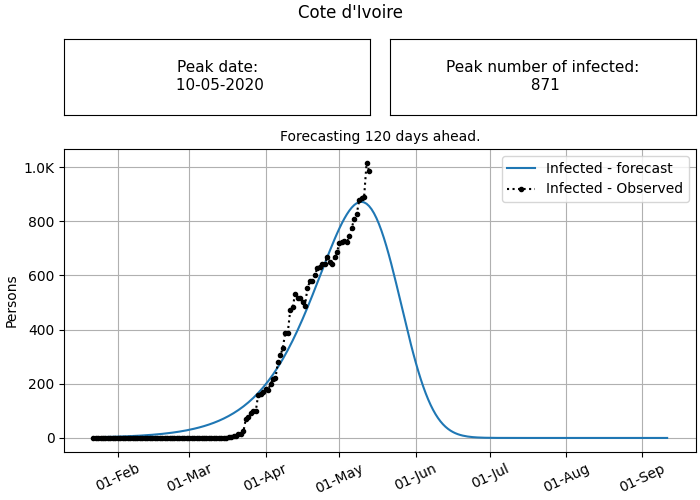 Cote d'Ivoire
Peak date:
10-05-2020
Peak number of infected:
871
Forecasting 120 days ahead.
Infected - forecast
Infected - Observed
Persons
1.0K
800
600
400
200
0
01-Feb
01-Mar
01-Apr
01-May
01-Jun
01-Jul
01-Aug
01-Sep